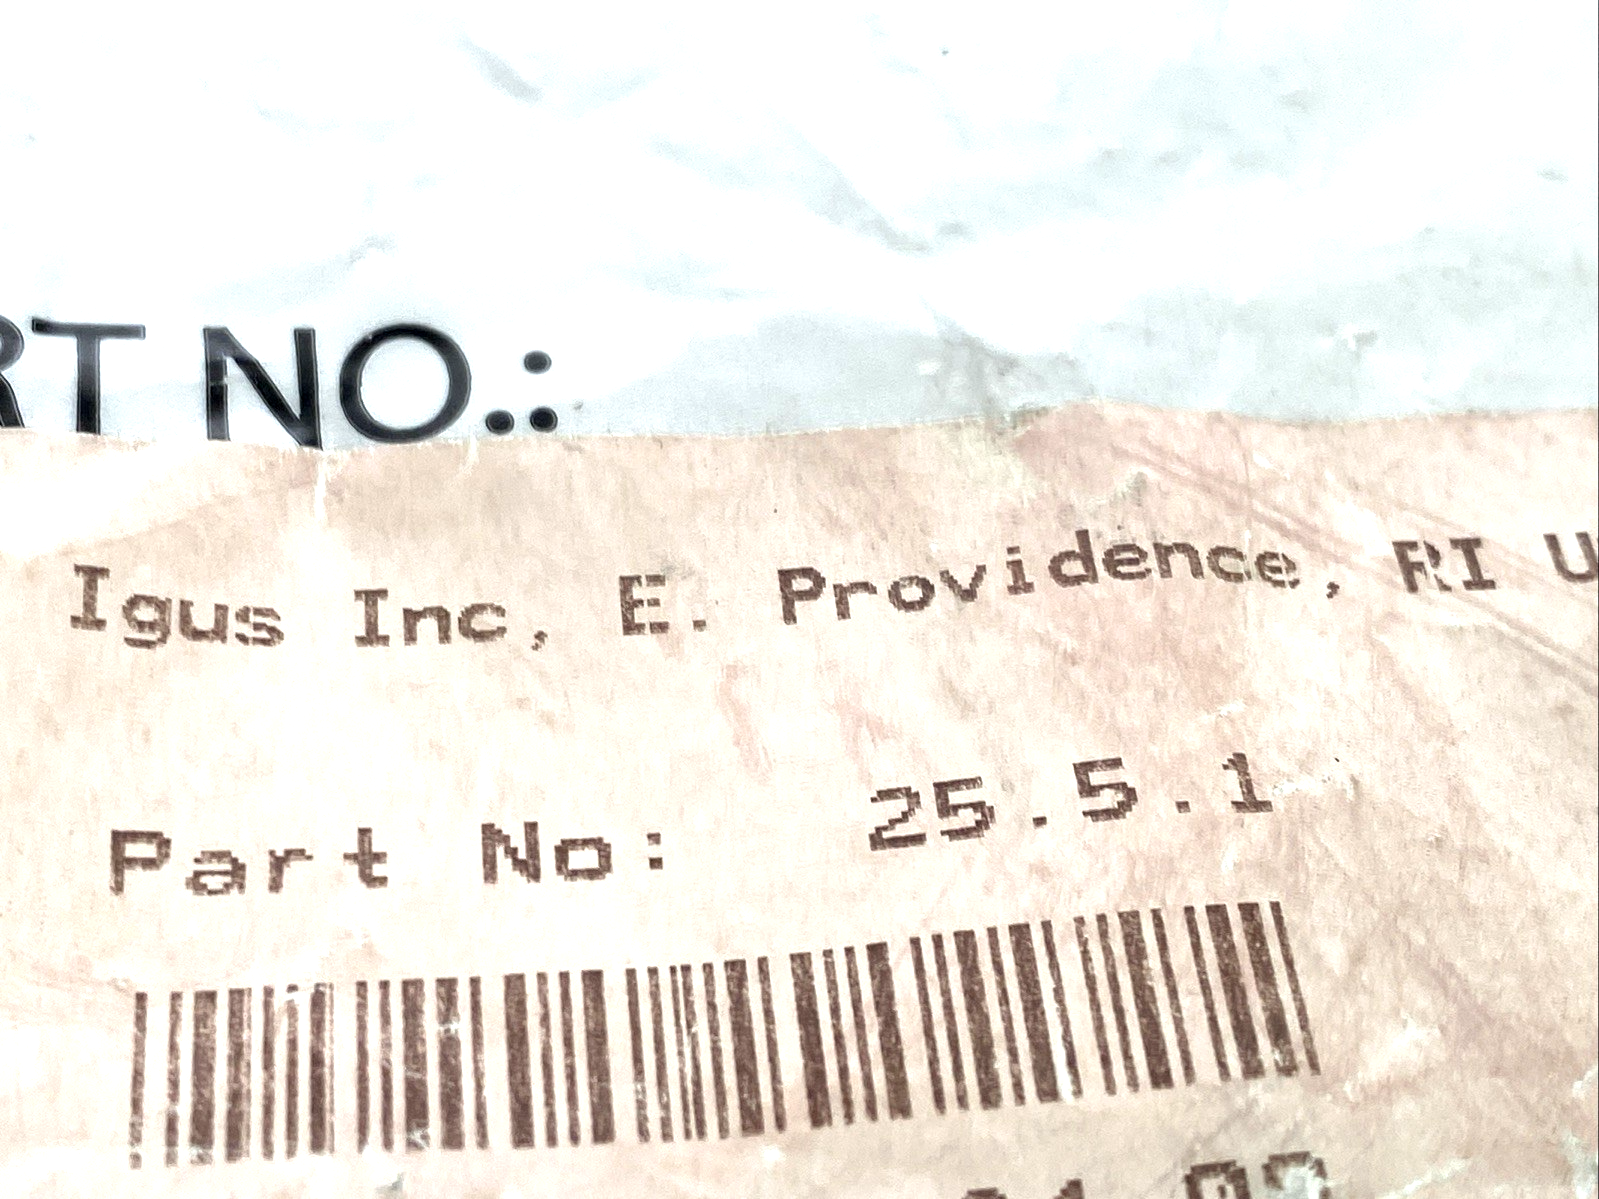 RT NO.:
Igus Inc, E. Providence, RI U
Part No: 25.5.1